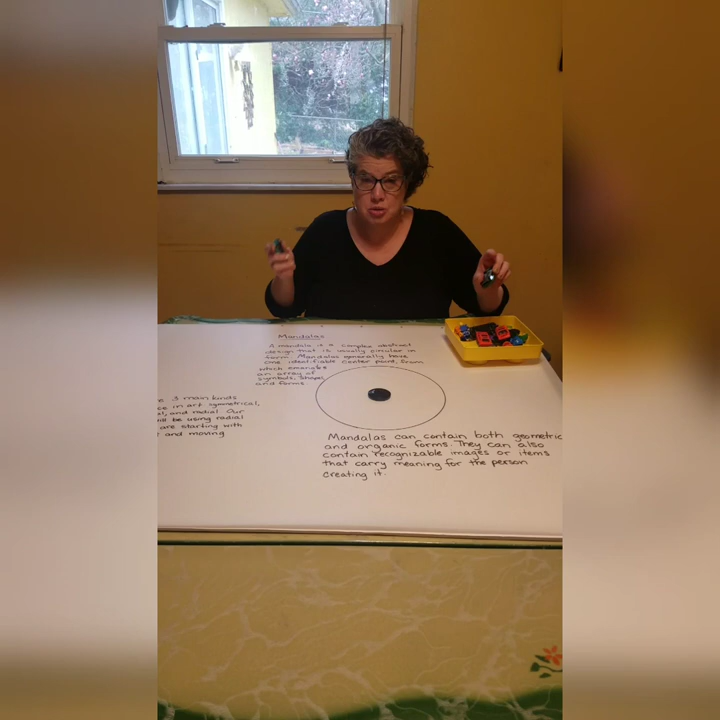 Mandalas
A mandala is a complex abstract
design that is usually circular in
form. Mandalas generally have
one identifiable center point, from
which emanates
an array of
symbols, shapes
and forms
3 main kinds
ce in art symmetrical,
and radial Our
ill be using radial
are starting with
and moving
Mandalas can contain both geometric
and organic forms. They can also
contain recognizable images or items
that carry meaning for the person
creating it.